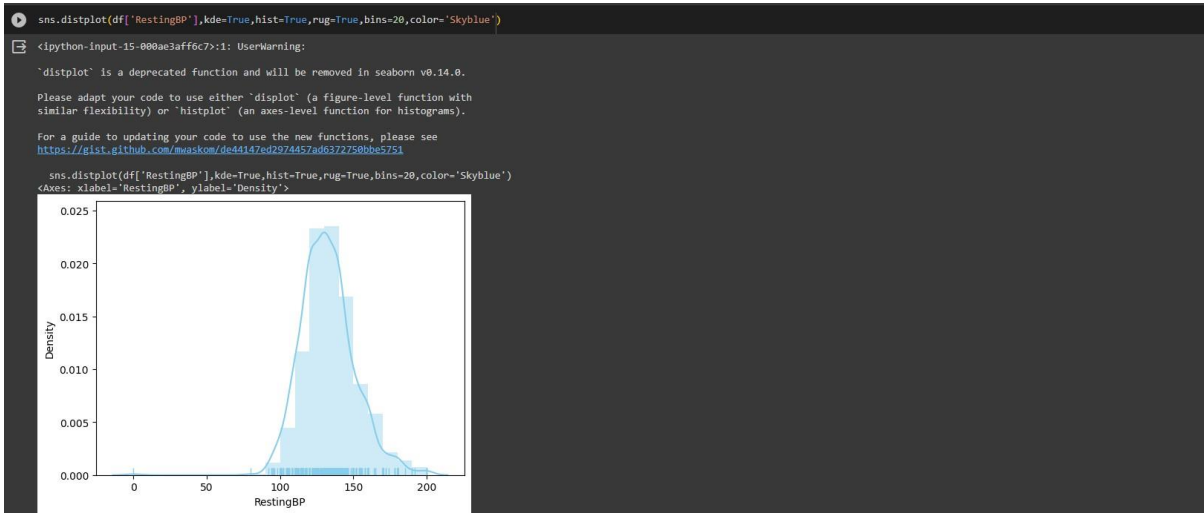 sns.distplot(df['RestingBP'],kde=True,hist=True,rug=True,bins=20,color='Skyblue')
<ipython-input-15-000ae3aff6c7>:1: UserWarning:
`distplot` is a deprecated function and will be removed in seaborn v0.14.0.
Please adapt your code to use either `displot` (a figure-level function with
similar flexibility) or `histplot` (an axes-level function for histograms).
For a guide to updating your code to use the new functions, please see
https://gist.github.com/mwaskom/de44147ed2974457ad6372750bbe5751
sns.distplot(df['RestingBP'],kde=True,hist=True,rug=True,bins=20,color='Skyblue')
<Axes: xlabel='RestingBP', ylabel='Density'>
0.025
0.020
0.015
0.010
0.005
0.000
Density
0 50 100 150 200
RestingBP